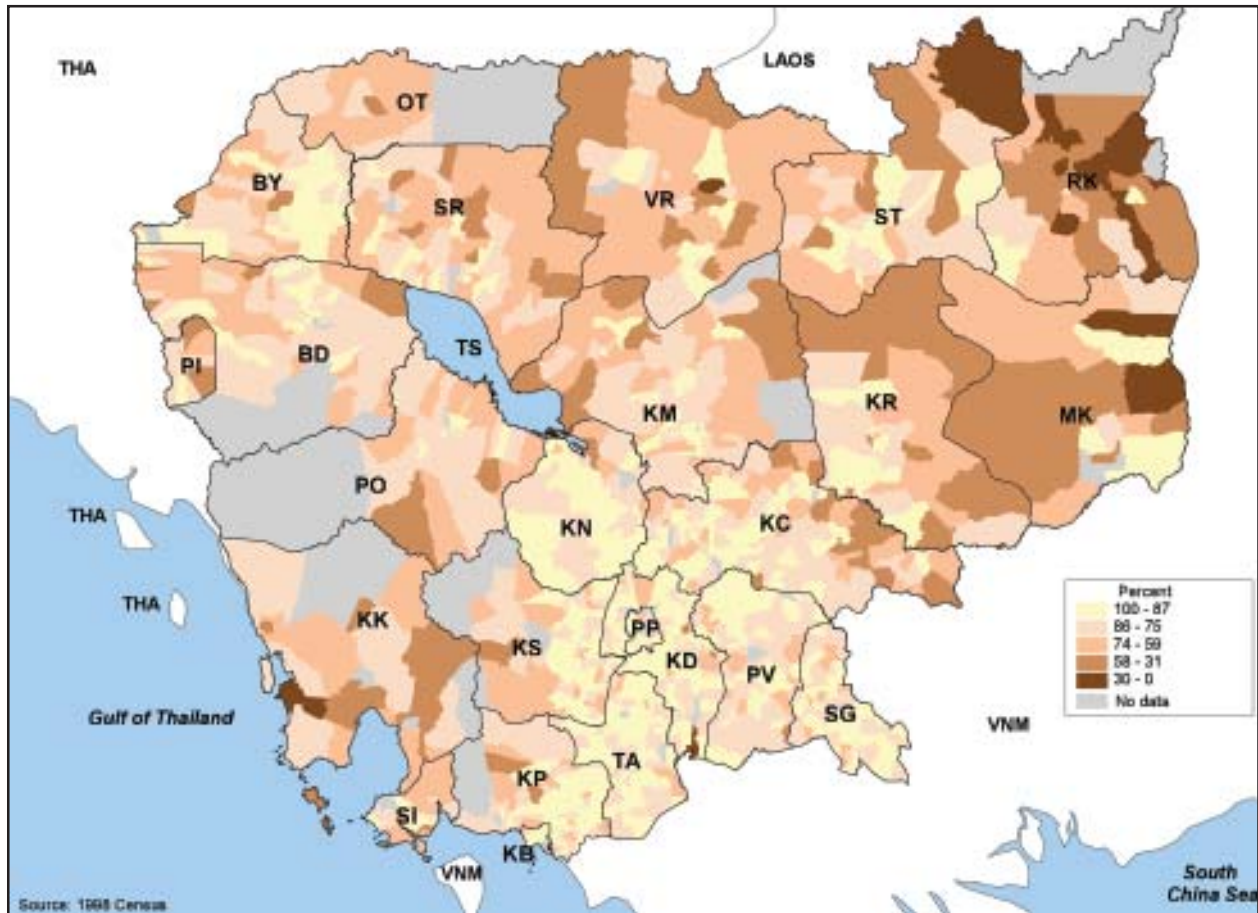 THA
LAOS
OT
BY
SR
VR
ST
RK
PI
BD
TS
KM
KR
MK
PO
KN
KC
THA
THA
KK
KS
PP
KD
PV
SG
Gulf of Thailand
VNM
TA
KP
SI
KB
VNM
South
China Sea
Percent
100 - 87
86 - 75
74 - 59
58 - 31
30 - 0
No data
Source: 1998 Census